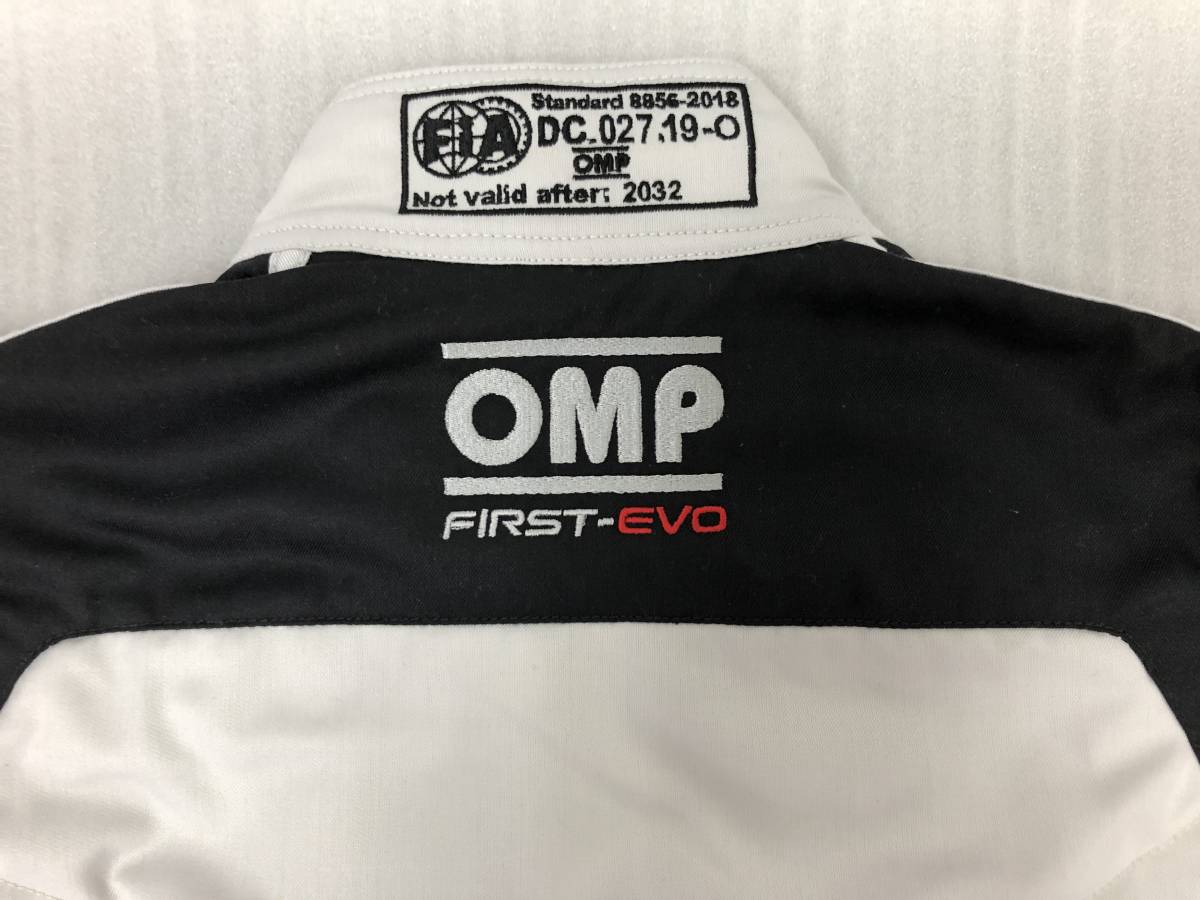 FIA
Standard 8856-2018
DC.027.19-O
OMP
Not valid after: 2032
OMP
FIRST-EVO